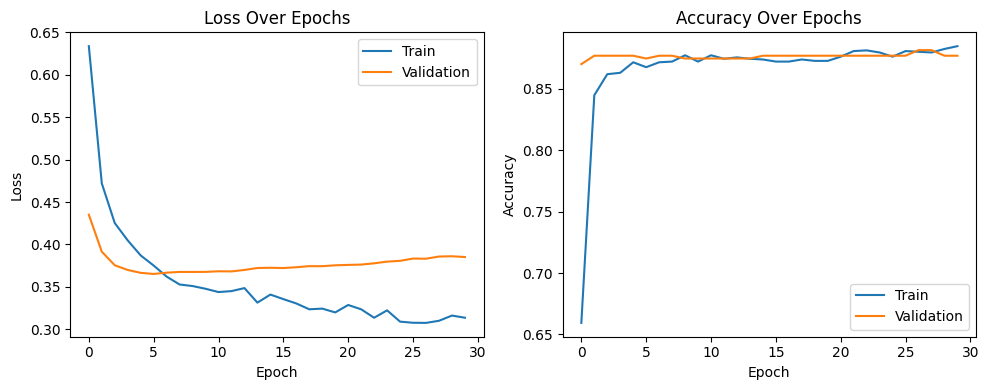 Loss Over Epochs
0.65
0.60
0.55
0.50
0.45
0.40
0.35
0.30
Loss
0 5 10 15 20 25 30
Epoch
Train
Validation
Accuracy Over Epochs
0.85
0.80
0.75
0.70
0.65
Accuracy
0 5 10 15 20 25 30
Epoch
Train
Validation